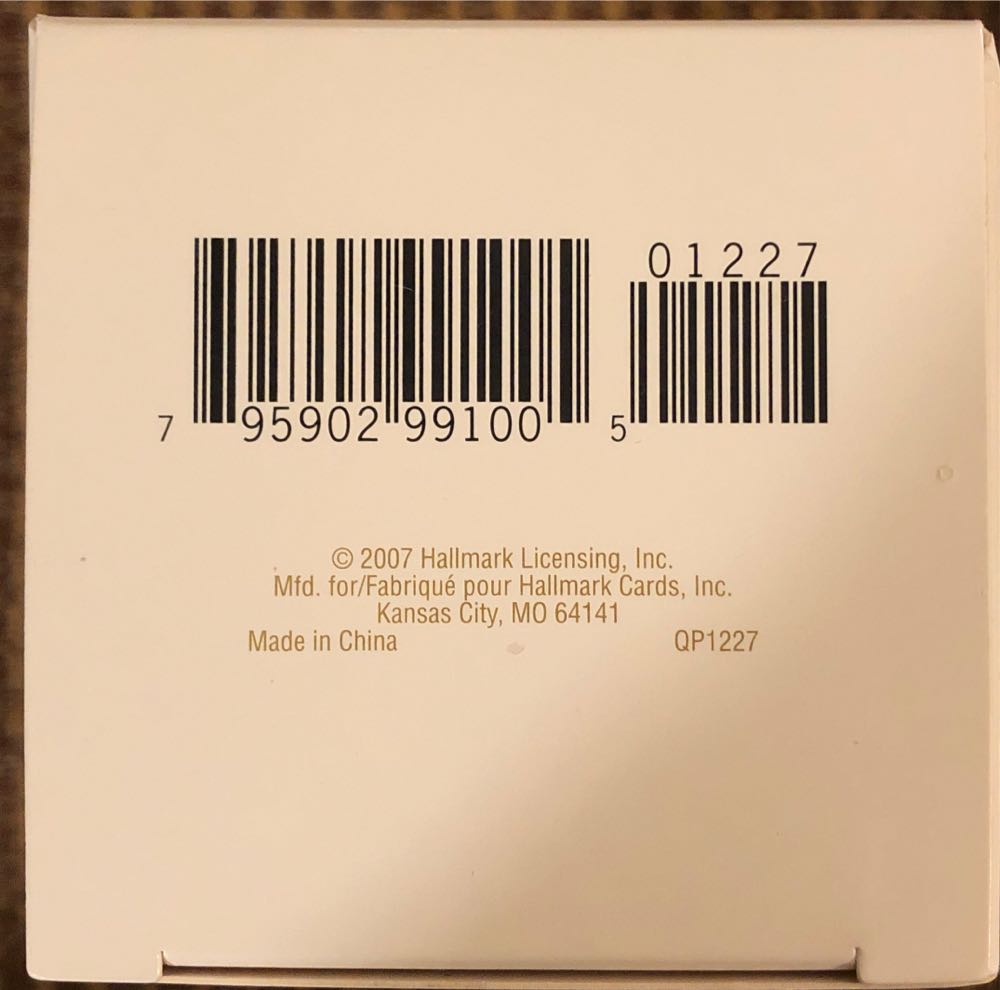 01227
7 95902 99100 5
© 2007 Hallmark Licensing, Inc.
Mfd. for/Fabriqué pour Hallmark Cards, Inc.
Kansas City, MO 64141
Made in China QP1227